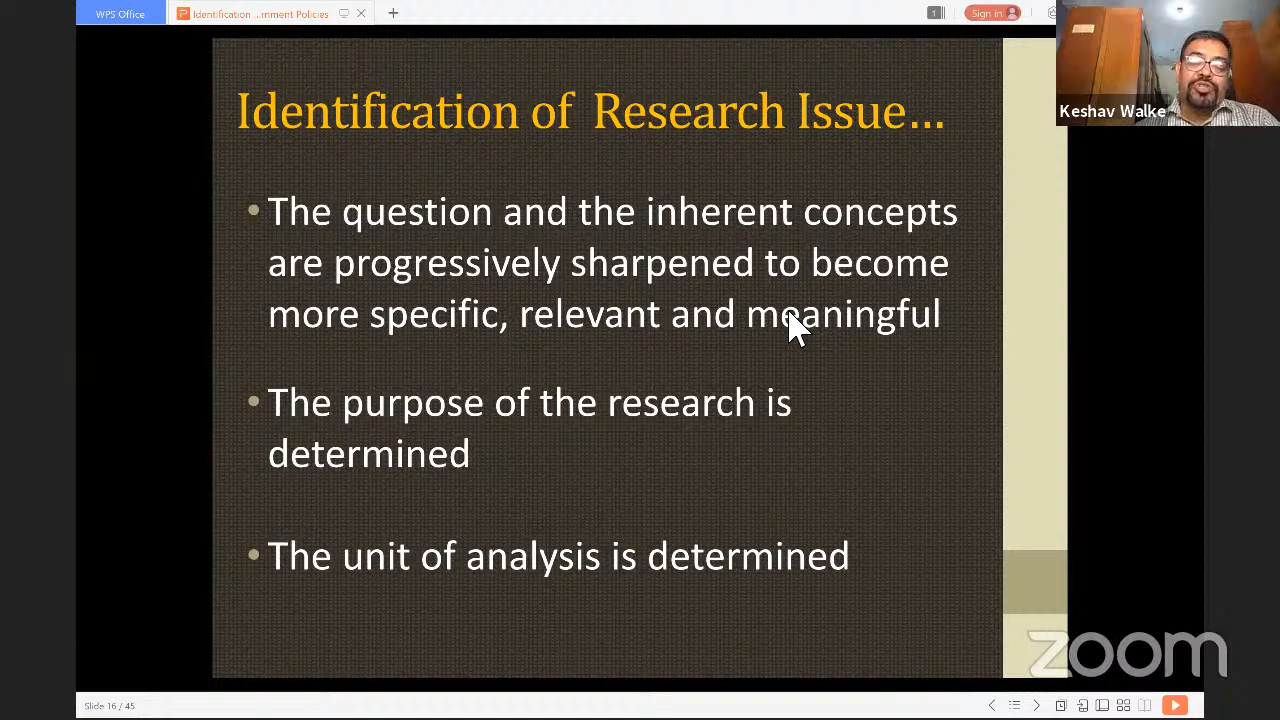 WPS Office
Identification ...rnment Policies
1
Sign in
Keshav Walke
Identification of Research Issue...
• The question and the inherent concepts
are progressively sharpened to become
more specific, relevant and meaningful
• The purpose of the research is
determined
• The unit of analysis is determined
zoom
Slide 16 / 45